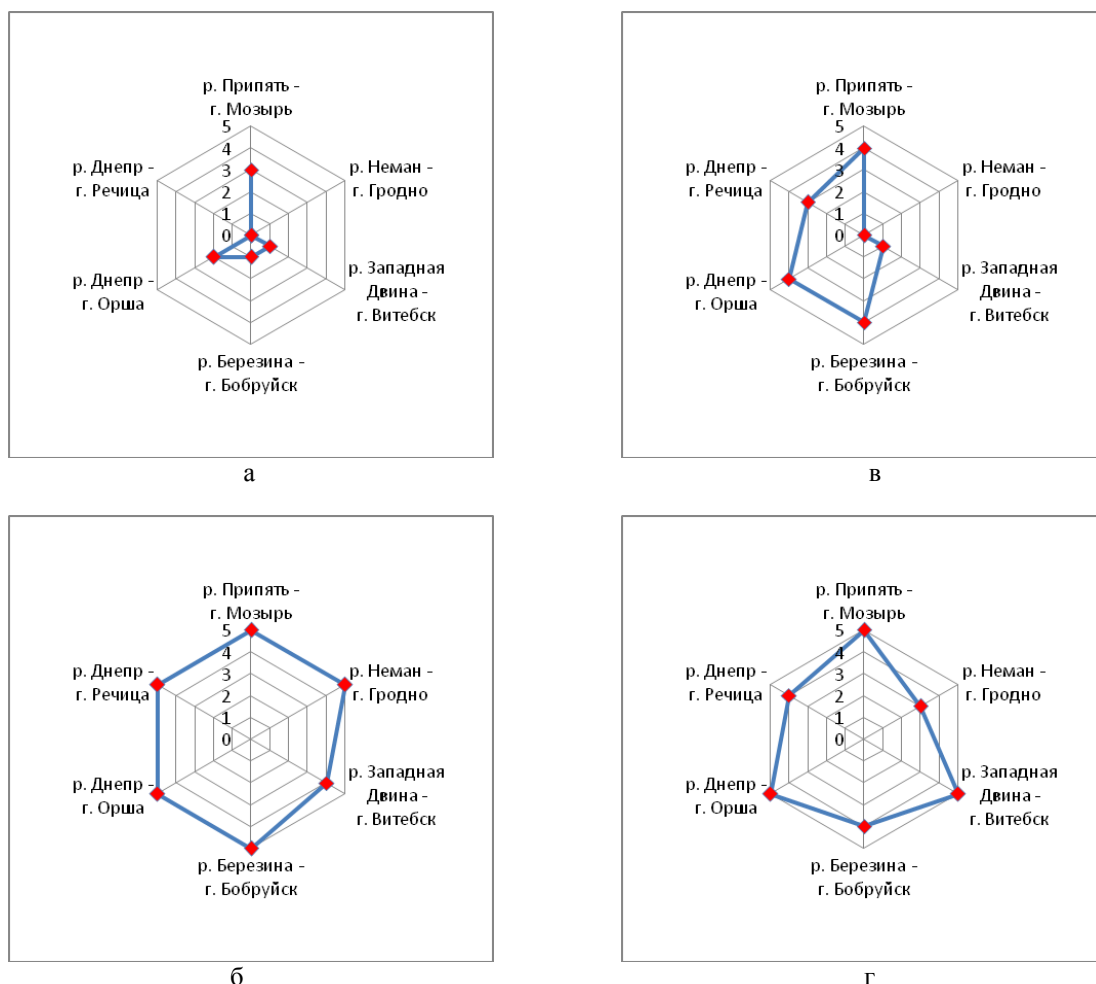 р. Припять -
г. Мозырь
5
4
3
2
1
0
р. Неман -
г. Гродно
р. Западная
Двина -
г. Витебск
р. Березина -
г. Бобруйск
р. Днепр -
г. Орша
р. Днепр -
г. Речица
а
р. Припять -
г. Мозырь
5
4
3
2
1
0
р. Неман -
г. Гродно
р. Западная
Двина -
г. Витебск
р. Березина -
г. Бобруйск
р. Днепр -
г. Орша
р. Днепр -
г. Речица
в
р. Припять -
г. Мозырь
5
4
3
2
1
0
р. Неман -
г. Гродно
р. Западная
Двина -
г. Витебск
р. Березина -
г. Бобруйск
р. Днепр -
г. Орша
р. Днепр -
г. Речица
б
р. Припять -
г. Мозырь
5
4
3
2
1
0
р. Неман -
г. Гродно
р. Западная
Двина -
г. Витебск
р. Березина -
г. Бобруйск
р. Днепр -
г. Орша
р. Днепр -
г. Речица
г